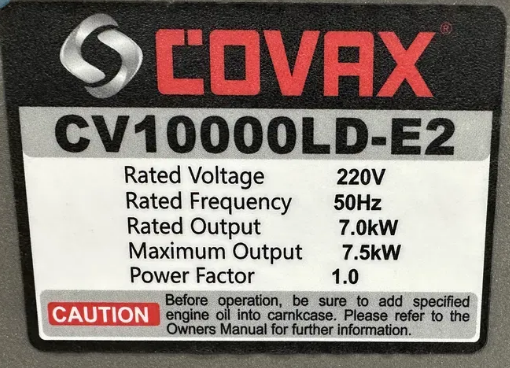 COVAX®
CV10000LD-E2
Rated Voltage 220V
Rated Frequency 50Hz
Rated Output 7.0kW
Maximum Output 7.5kW
Power Factor 1.0
CAUTION
Before operation, be sure to add specified
engine oil into carnkcase. Please refer to the
Owners Manual for further information.